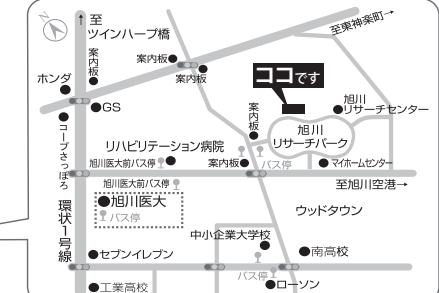 至
ツインハープ橋
至東神楽町→
案内板
案内板
案内板
ココです
ホンダ
GS
案内板
旭川
リサーチセンター
コープさっぽろ
旭川
リサーチパーク
リハビリテーション病院
旭川医大前バス停
案内板
バス停
マイホームセンター
旭川医大前バス停
至旭川空港→
旭川医大
バス停
ウッドタウン
環状1号線
中小企業大学校
セブンイレブン
南高校
バス停
工業高校
ローソン